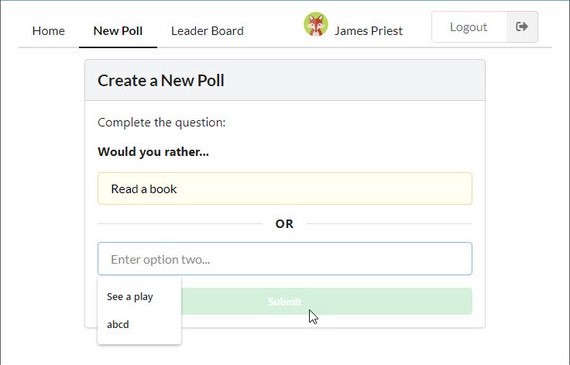 Home New Poll Leader Board James Priest Logout
Create a New Poll
Complete the question:
Would you rather...
Read a book
OR
Enter option two...
See a play
Submit
abcd